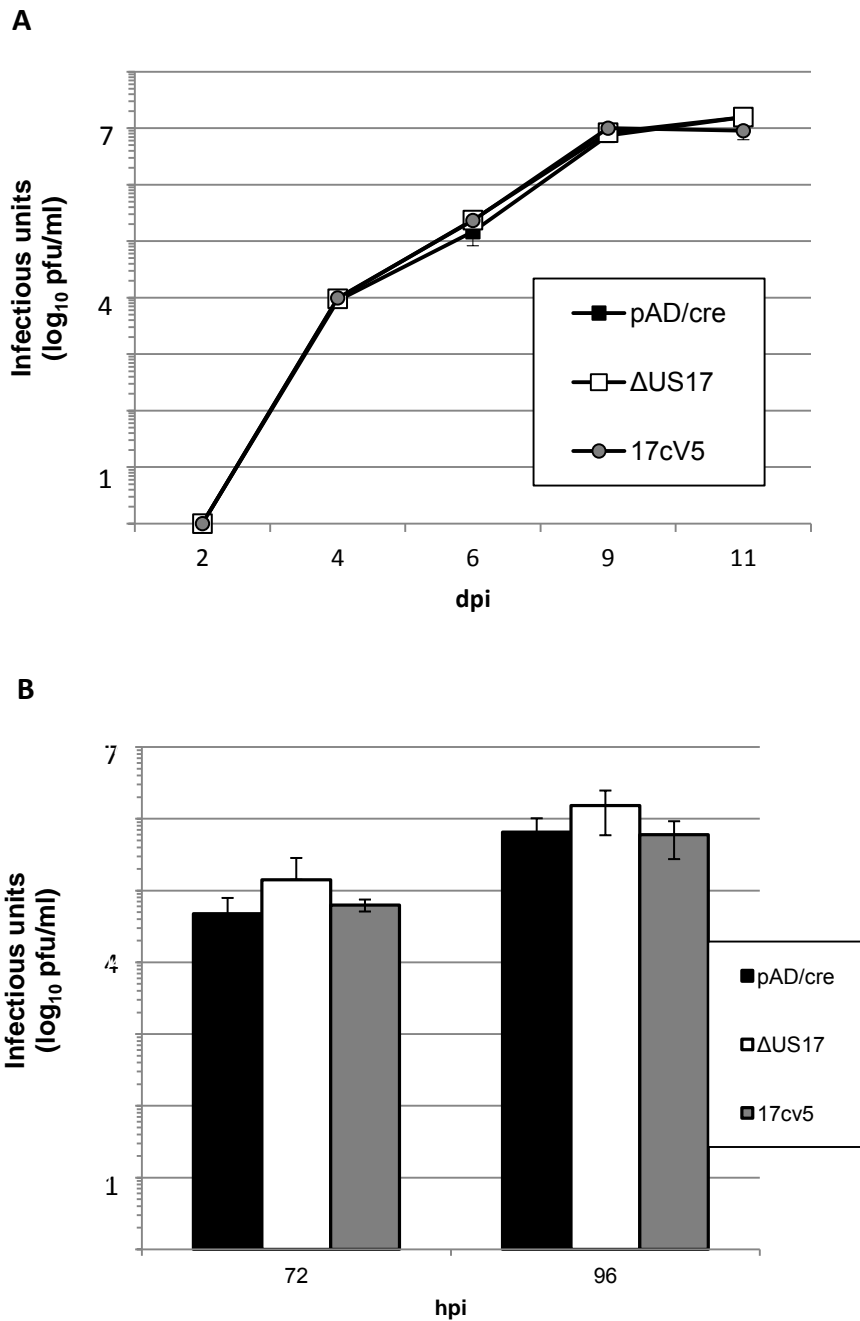 A
Infectious units
(log₁₀ pfu/ml)
7
4
1
pAD/cre
ΔUS17
17cV5
2 4 6 9 11
dpi
B
Infectious units
(log₁₀ pfu/ml)
7
4
1
pAD/cre
ΔUS17
17cv5
72 96
hpi